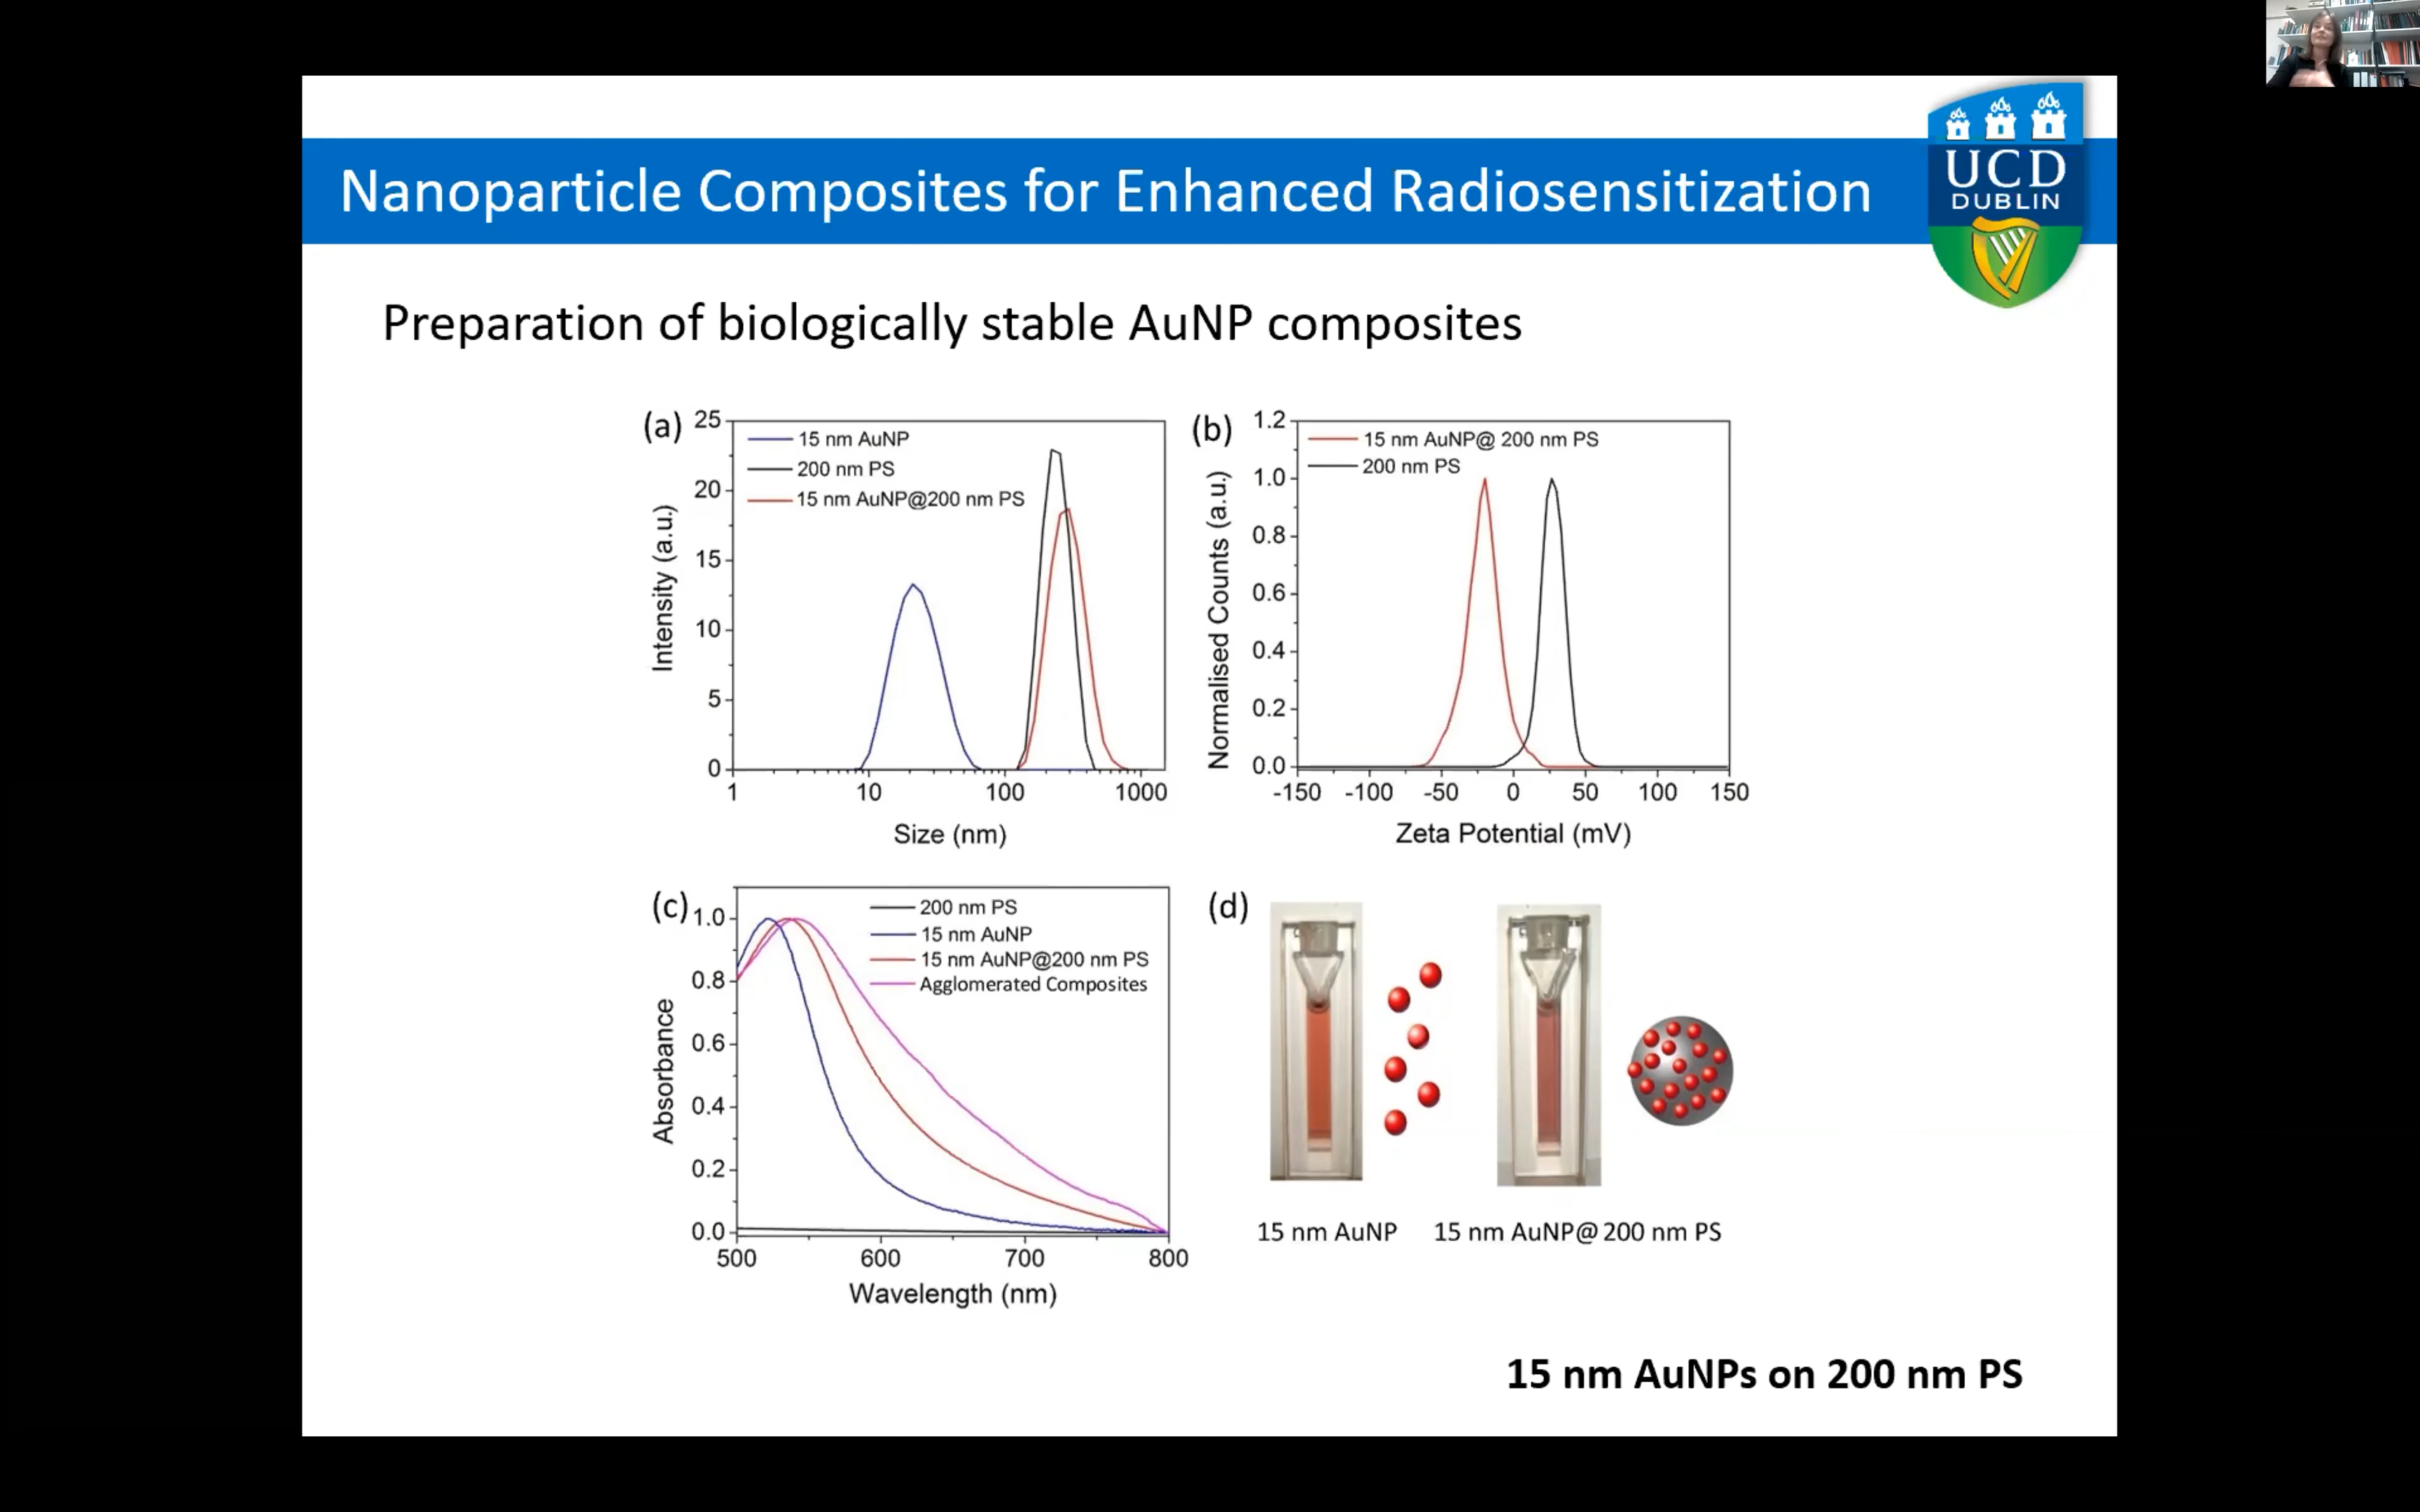 Nanoparticle Composites for Enhanced Radiosensitization
UCD
DUBLIN
Preparation of biologically stable AuNP composites
(a)
25
20
15
10
5
0
Intensity (a.u.)
15 nm AuNP
200 nm PS
15 nm AuNP@200 nm PS
1 10 100 1000
Size (nm)
(b)
1.2
1.0
0.8
0.6
0.4
0.2
0.0
Normalised Counts (a.u.)
15 nm AuNP@ 200 nm PS
200 nm PS
-150 -100 -50 0 50 100 150
Zeta Potential (mV)
(c)
1.0
0.8
0.6
0.4
0.2
0.0
Absorbance
200 nm PS
15 nm AuNP
15 nm AuNP@200 nm PS
Agglomerated Composites
500 600 700 800
Wavelength (nm)
(d)
15 nm AuNP
15 nm AuNP@ 200 nm PS
15 nm AuNPs on 200 nm PS